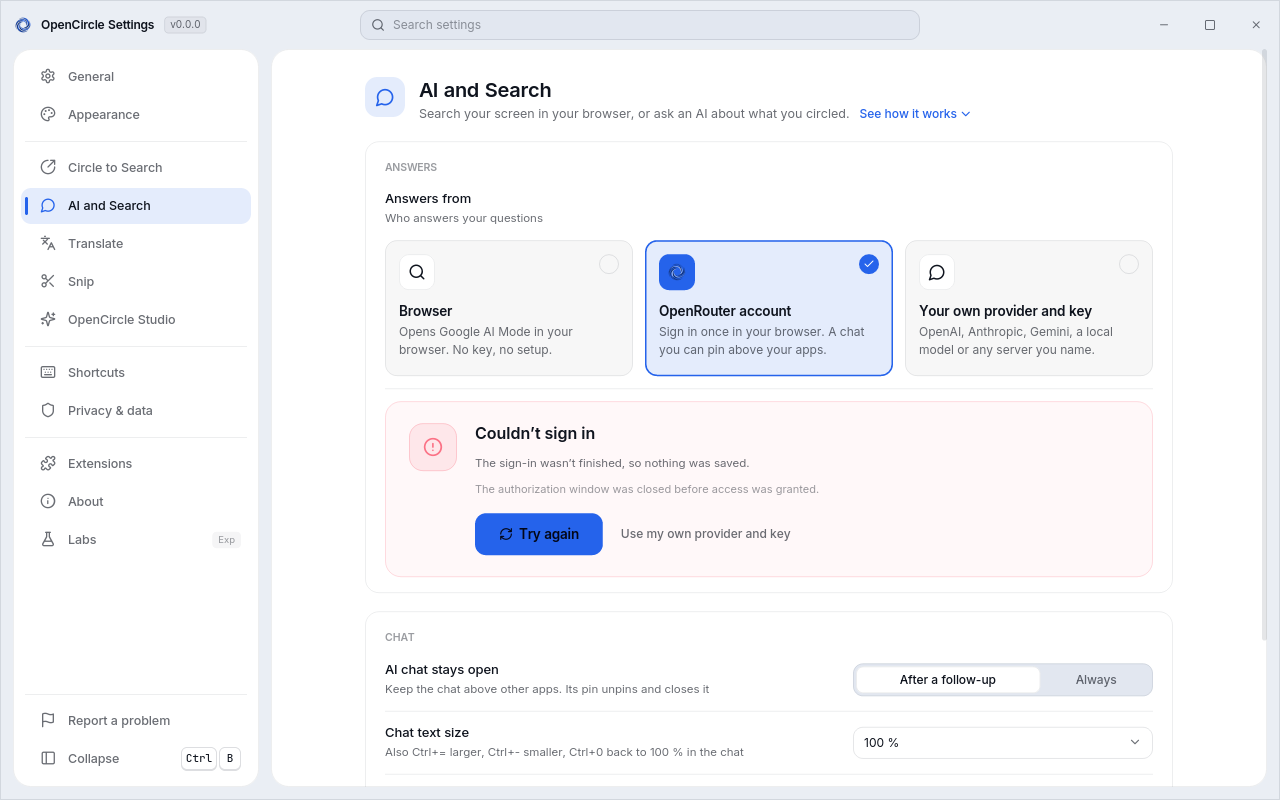 OpenCircle Settings v0.0.0
Search settings
General
Appearance
Circle to Search
AI and Search
Translate
Snip
OpenCircle Studio
Shortcuts
Privacy & data
Extensions
About
Labs Exp
Report a problem
Collapse Ctrl B
AI and Search
Search your screen in your browser, or ask an AI about what you circled. See how it works
ANSWERS
Answers from
Who answers your questions
Browser
Opens Google AI Mode in your
browser. No key, no setup.
OpenRouter account
Sign in once in your browser. A chat
you can pin above your apps.
Your own provider and key
OpenAI, Anthropic, Gemini, a local
model or any server you name.
Couldn’t sign in
The sign-in wasn’t finished, so nothing was saved.
The authorization window was closed before access was granted.
Try again Use my own provider and key
CHAT
AI chat stays open
Keep the chat above other apps. Its pin unpins and closes it
After a follow-up Always
Chat text size
Also Ctrl+= larger, Ctrl+- smaller, Ctrl+0 back to 100 % in the chat
100 %